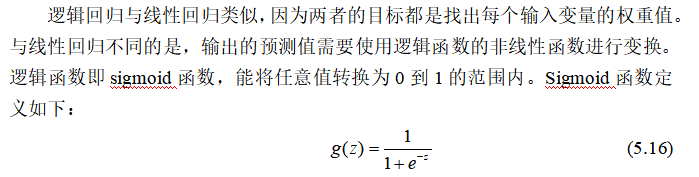 逻辑回归与线性回归类似，因为两者的目标都是找出每个输入变量的权重值。
与线性回归不同的是，输出的预测值需要使用逻辑函数的非线性函数进行变换。
逻辑函数即 sigmoid 函数，能将任意值转换为 0 到 1 的范围内。Sigmoid 函数定
义如下：
g(z) = \frac{1}{1+e^{-z}} (5.16)